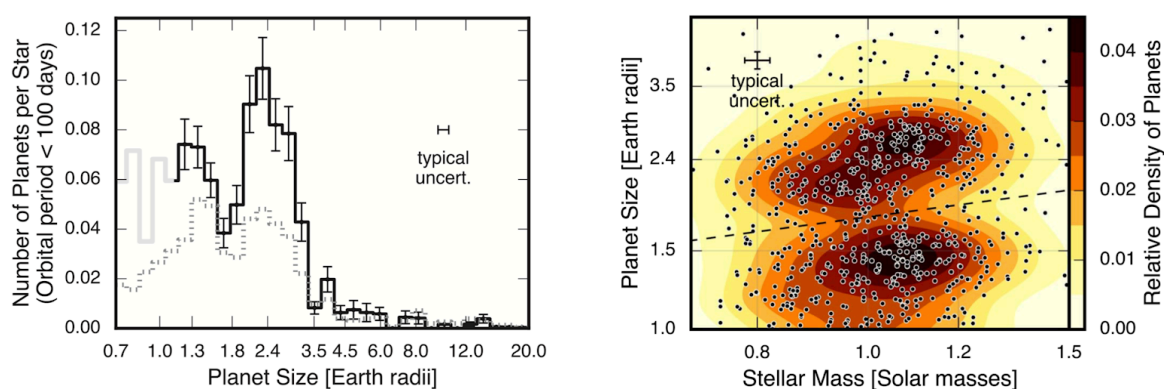 Number of Planets per Star
(Orbital period < 100 days)
0.12
0.10
0.08
0.06
0.04
0.02
0.00
typical
uncert.
0.7 1.0 1.3 1.8 2.4 3.5 4.5 6.0 8.0 12.0 20.0
Planet Size [Earth radii]
Planet Size [Earth radii]
3.5
2.4
1.5
1.0
typical
uncert.
0.8 1.0 1.2 1.5
Stellar Mass [Solar masses]
0.04
0.03
0.02
0.01
0.00
Relative Density of Planets